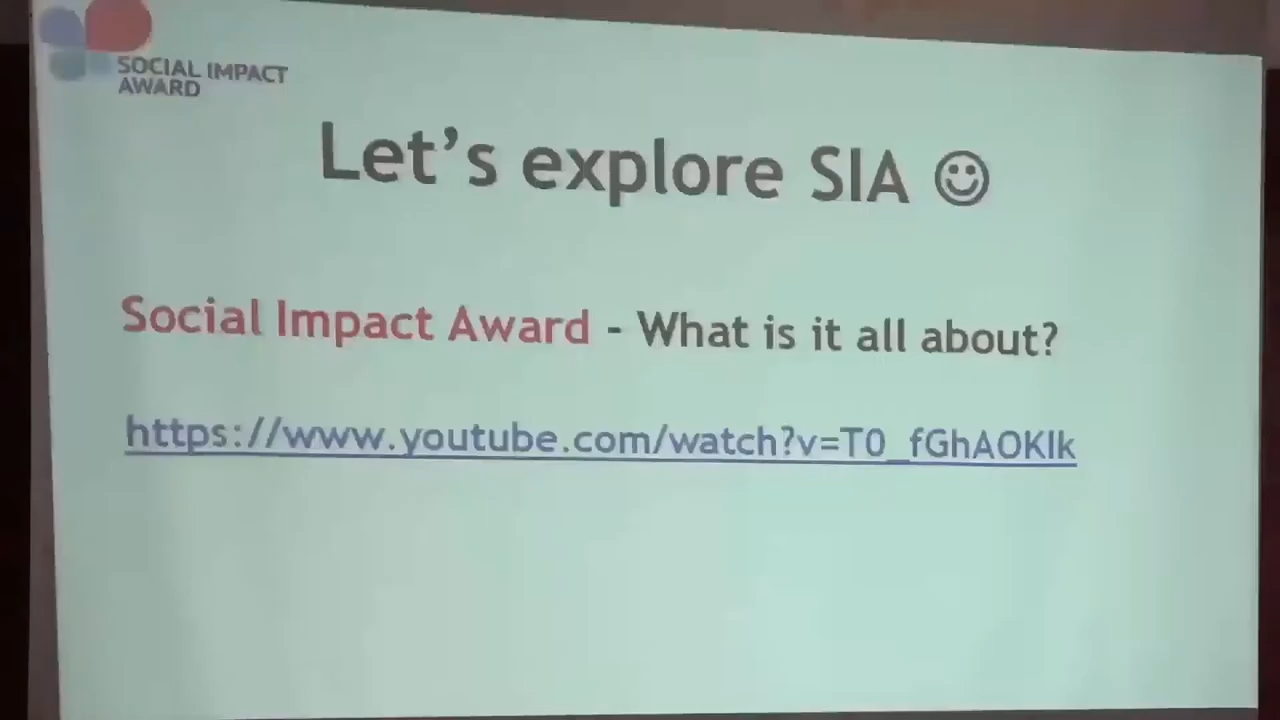 SOCIAL IMPACT
AWARD
Let’s explore SIA ☺
Social Impact Award - What is it all about?
https://www.youtube.com/watch?v=T0_fGhAOKIk